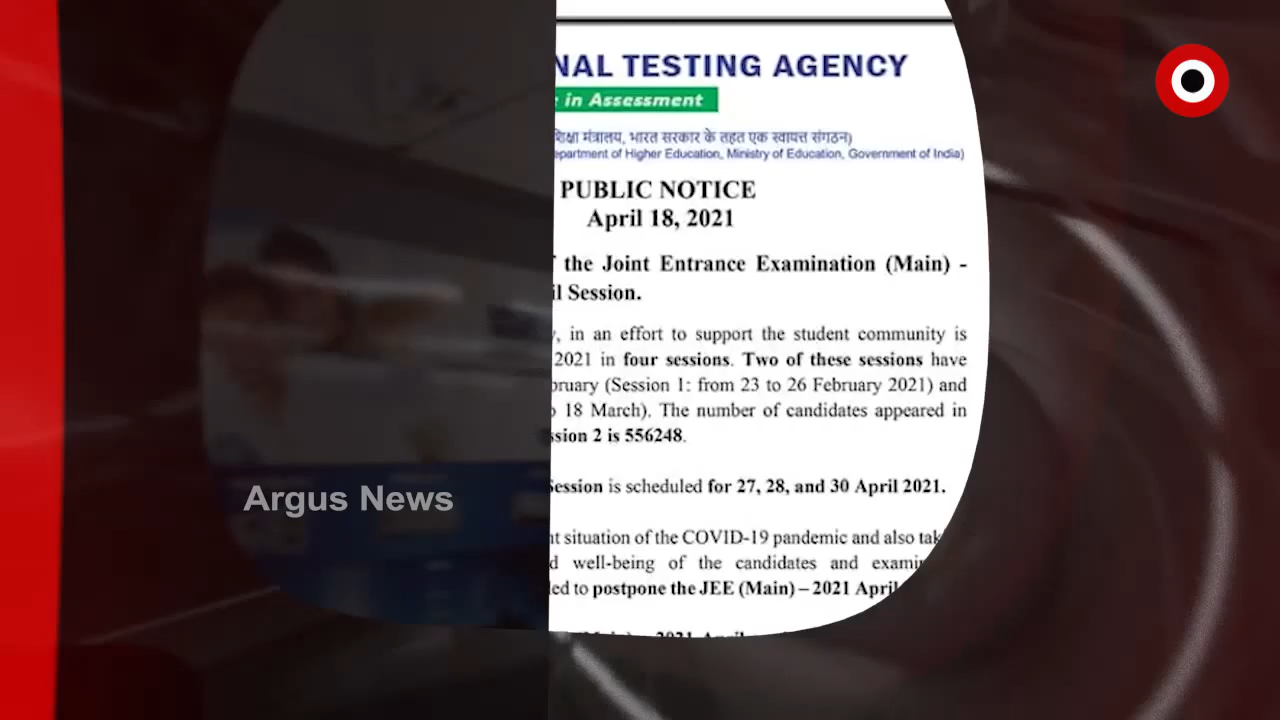 NAL TESTING AGENCY
in Assessment
शिक्षा मंत्रालय, भारत सरकार के तहत एक स्वायत्त संगठन)
epartment of Higher Education, Ministry of Education, Government of India)
PUBLIC NOTICE
April 18, 2021
the Joint Entrance Examination (Main) -
il Session.
, in an effort to support the student community is
2021 in four sessions. Two of these sessions have
bruary (Session 1: from 23 to 26 February 2021) and
18 March). The number of candidates appeared in
ssion 2 is 556248.
Session is scheduled for 27, 28, and 30 April 2021.
Argus News
nt situation of the COVID-19 pandemic and also tak
d well-being of the candidates and exami
ed to postpone the JEE (Main) – 2021 April
2021 April